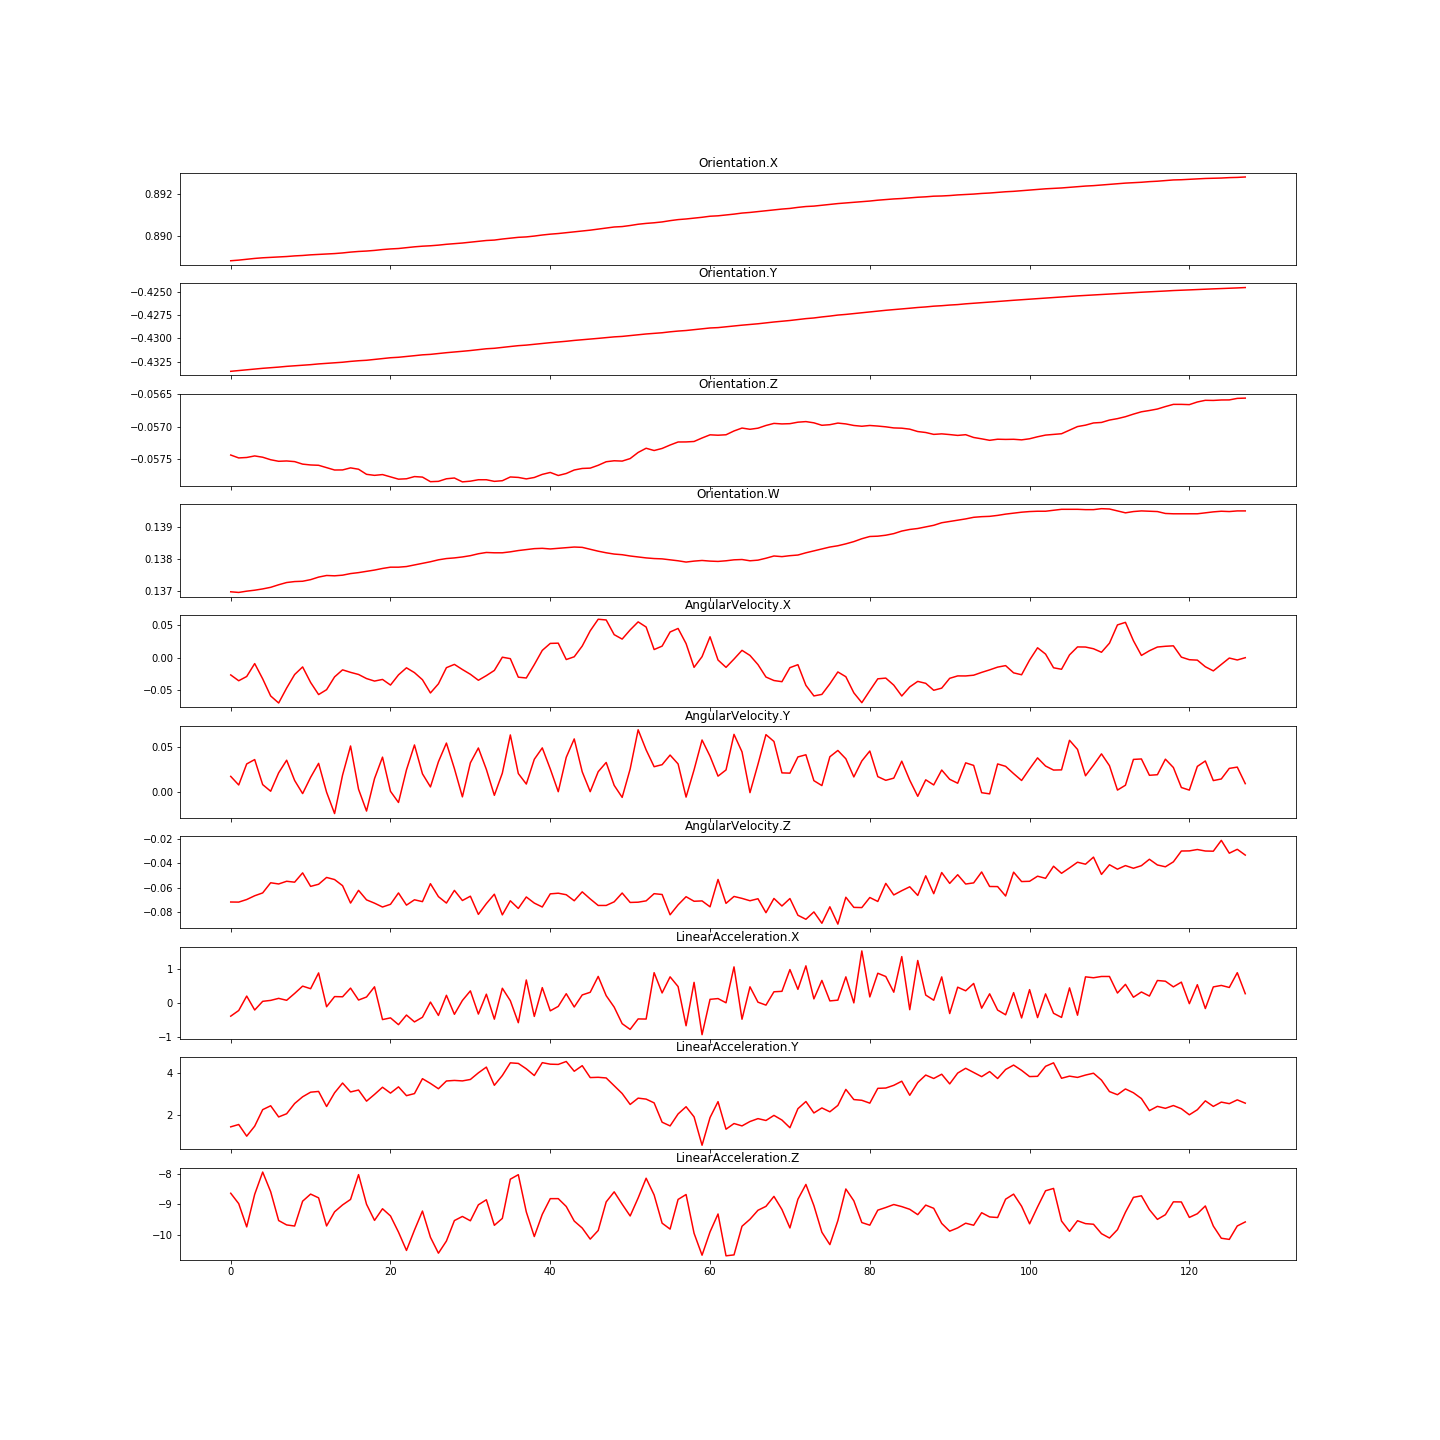 Orientation.X
0.892
0.890
Orientation.Y
−0.4250
−0.4275
−0.4300
−0.4325
Orientation.Z
−0.0565
−0.0570
−0.0575
Orientation.W
0.139
0.138
0.137
AngularVelocity.X
0.05
0.00
−0.05
AngularVelocity.Y
0.05
0.00
AngularVelocity.Z
−0.02
−0.04
−0.06
−0.08
LinearAcceleration.X
1
0
−1
LinearAcceleration.Y
4
2
LinearAcceleration.Z
−8
−9
−10
0 20 40 60 80 100 120